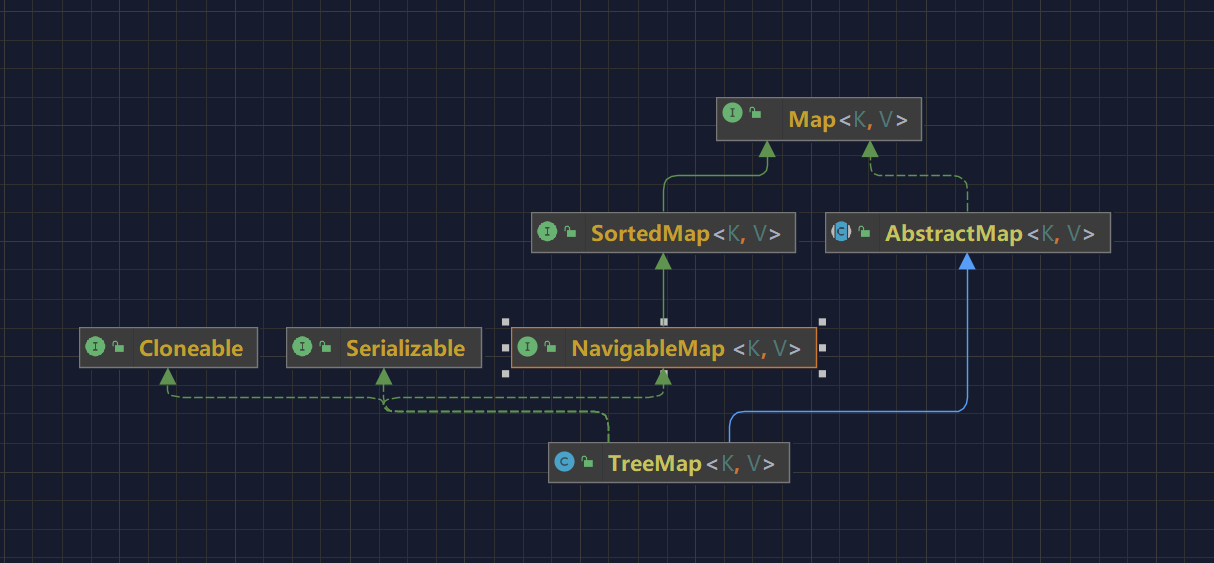 Map<K, V>
SortedMap<K, V>
AbstractMap<K, V>
Cloneable
Serializable
NavigableMap <K, V>
TreeMap<K, V>